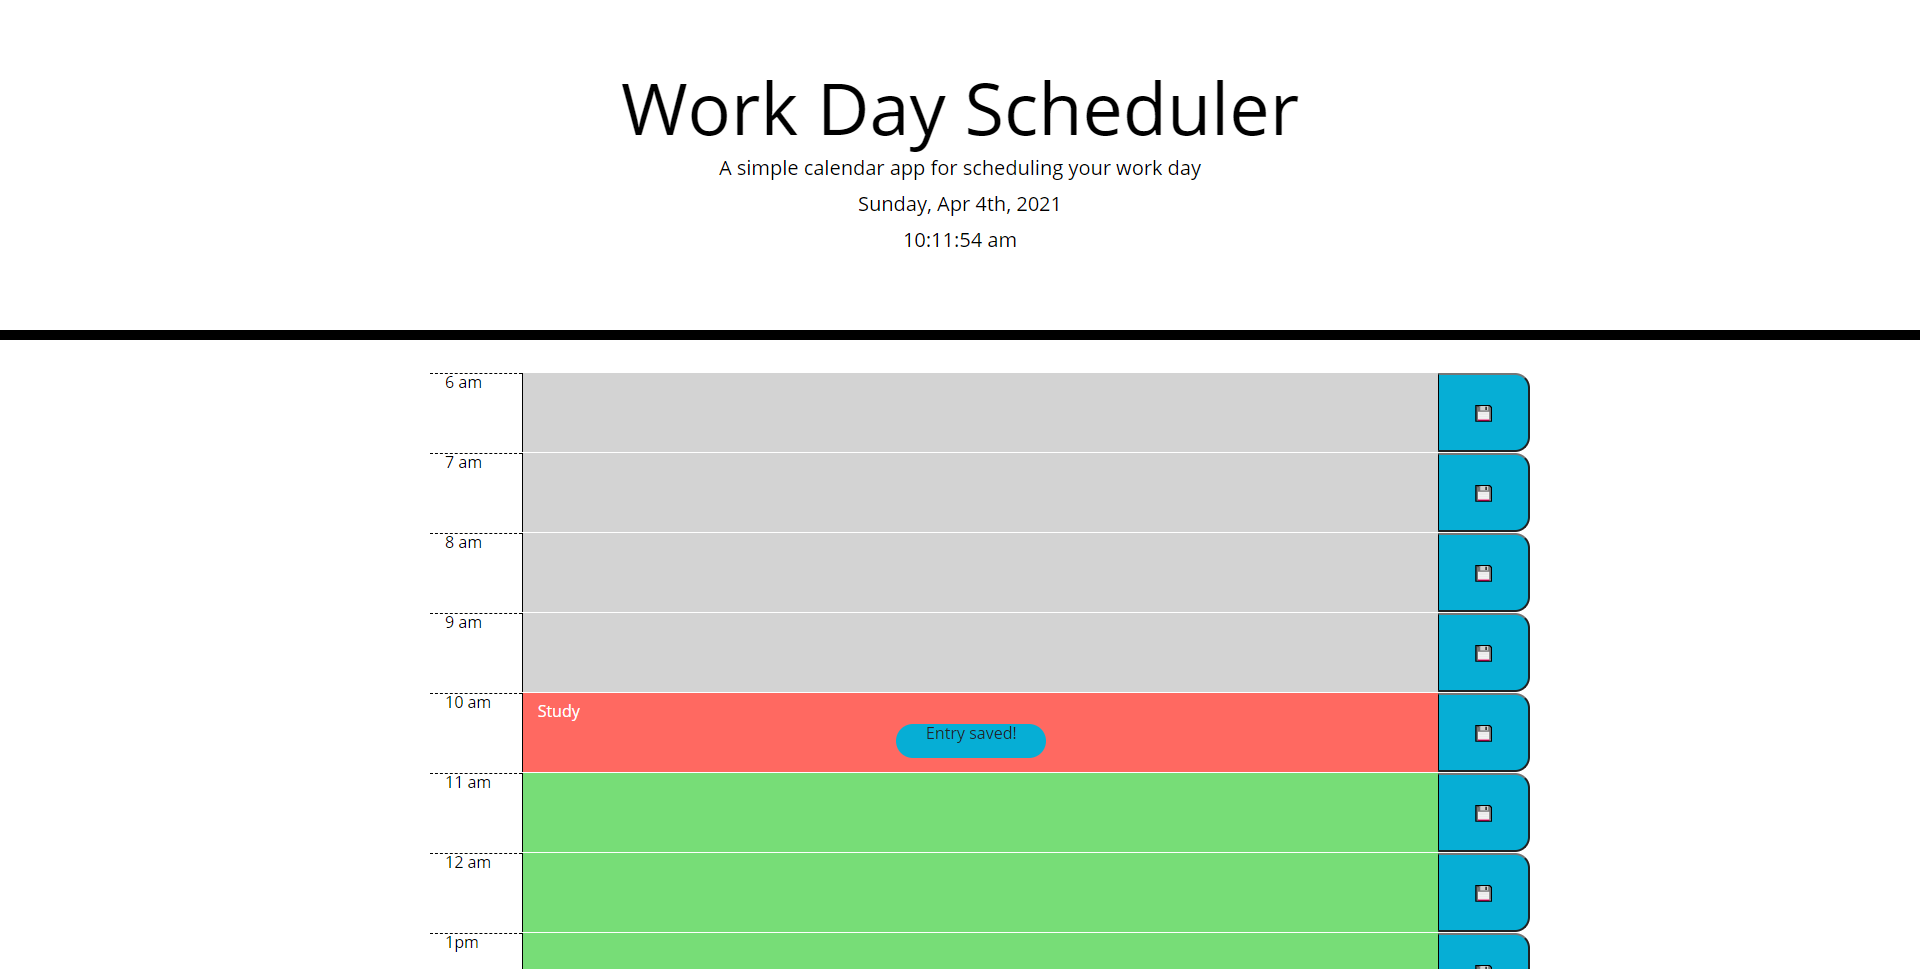 Work Day Scheduler
A simple calendar app for scheduling your work day
Sunday, Apr 4th, 2021
10:11:54 am
6 am
7 am
8 am
9 am
10 am
Study
Entry saved!
11 am
12 am
1pm